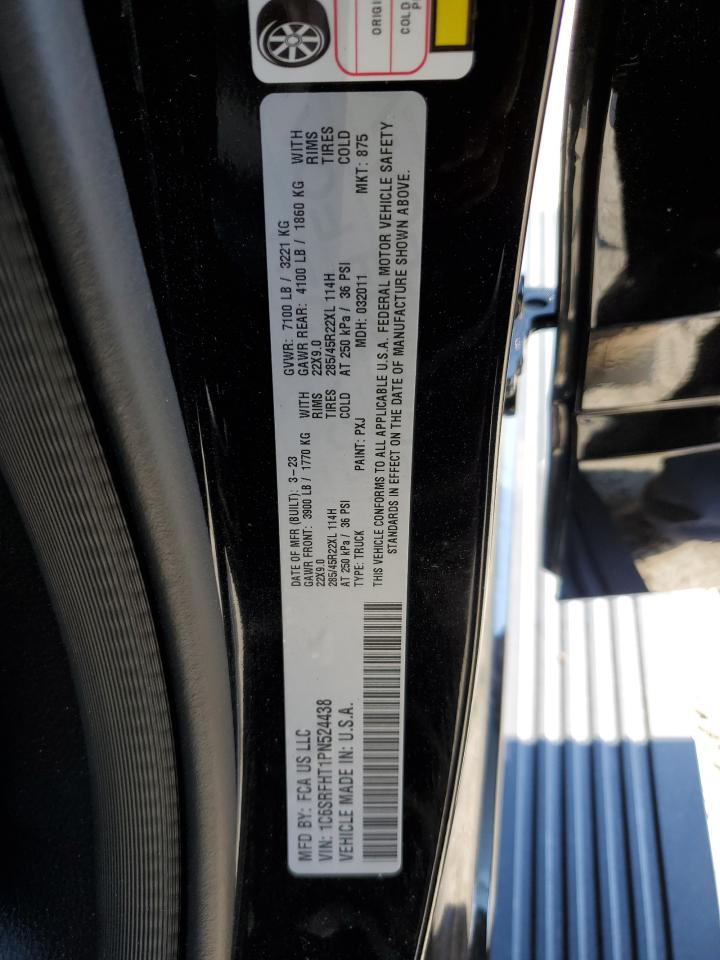 ORIGI
COLD
MFD BY: FCA US LLC
VIN: 1C6SRFHT1PN524438
VEHICLE MADE IN: U.S.A.
DATE OF MFR (BUILT): 3-23
GAWR FRONT: 3900 LB / 1770 KG WITH
22X9.0 RIMS
285/45R22XL 114H TIRES
AT 250 kPa / 36 PSI COLD
TYPE: TRUCK PAINT: PXJ
GVWR: 7100 LB / 3221 KG
GAWR REAR: 4100 LB / 1860 KG WITH
22X9.0 RIMS
285/45R22XL 114H TIRES
AT 250 kPa / 36 PSI COLD
MDH: 032011 MKT: 875
THIS VEHICLE CONFORMS TO ALL APPLICABLE U.S.A. FEDERAL MOTOR VEHICLE SAFETY
STANDARDS IN EFFECT ON THE DATE OF MANUFACTURE SHOWN ABOVE.